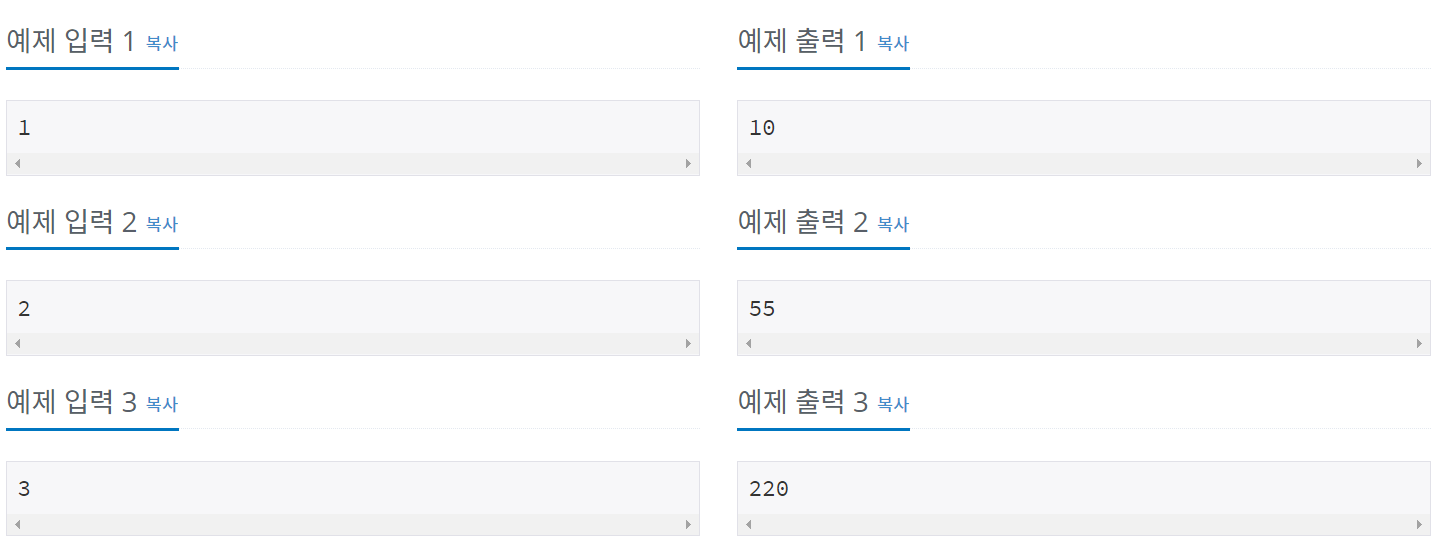 예제 입력 1 복사
예제 출력 1 복사
1
10
예제 입력 2 복사
예제 출력 2 복사
2
55
예제 입력 3 복사
예제 출력 3 복사
3
220